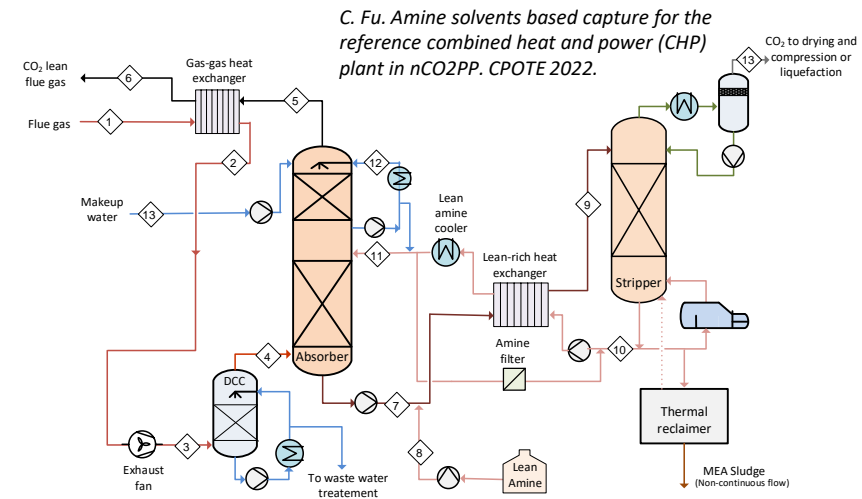 C. Fu. Amine solvents based capture for the
reference combined heat and power (CHP)
plant in nCO2PP. CPOTE 2022.
CO₂ to drying and
compression or
liquefaction
13
Gas-gas heat
exchanger
CO₂ lean
flue gas
6
5
Flue gas
1
2
12
Makeup
water
13
Lean
amine
cooler
11
9
Lean-rich heat
exchanger
Stripper
Absorber
4
DCC
Amine
filter
10
7
3
Exhaust
fan
8
Lean
Amine
To waste water
treatement
Thermal
reclaimer
MEA Sludge
(Non-continuous flow)